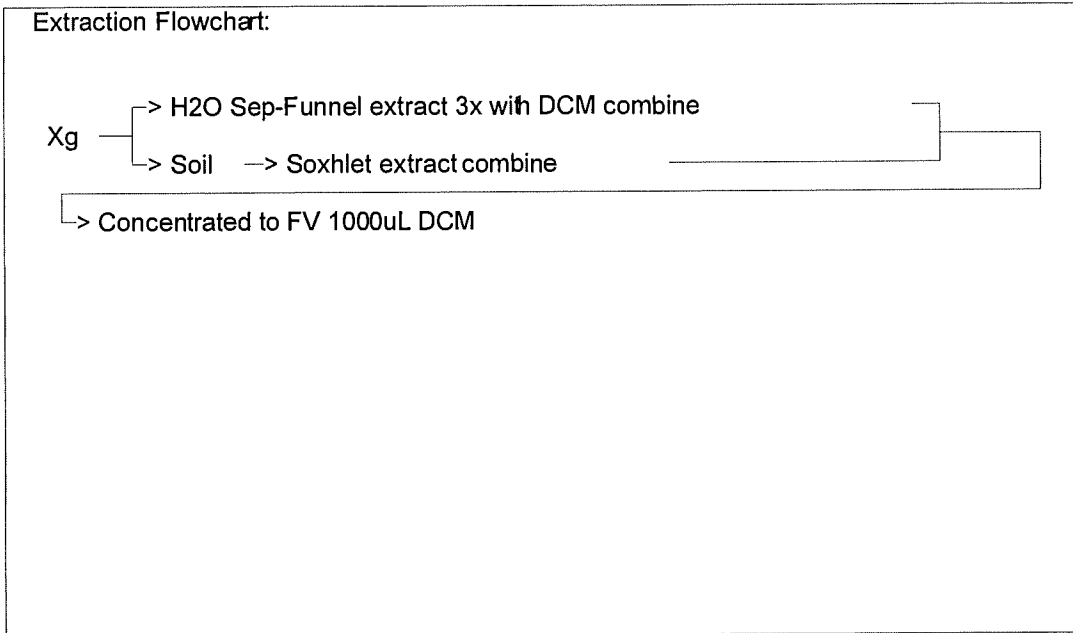 Extraction Flowchart:
> H2O Sep-Funnel extract 3x with DCM combine
Xg
> Soil —> Soxhlet extract combine
> Concentrated to FV 1000uL DCM